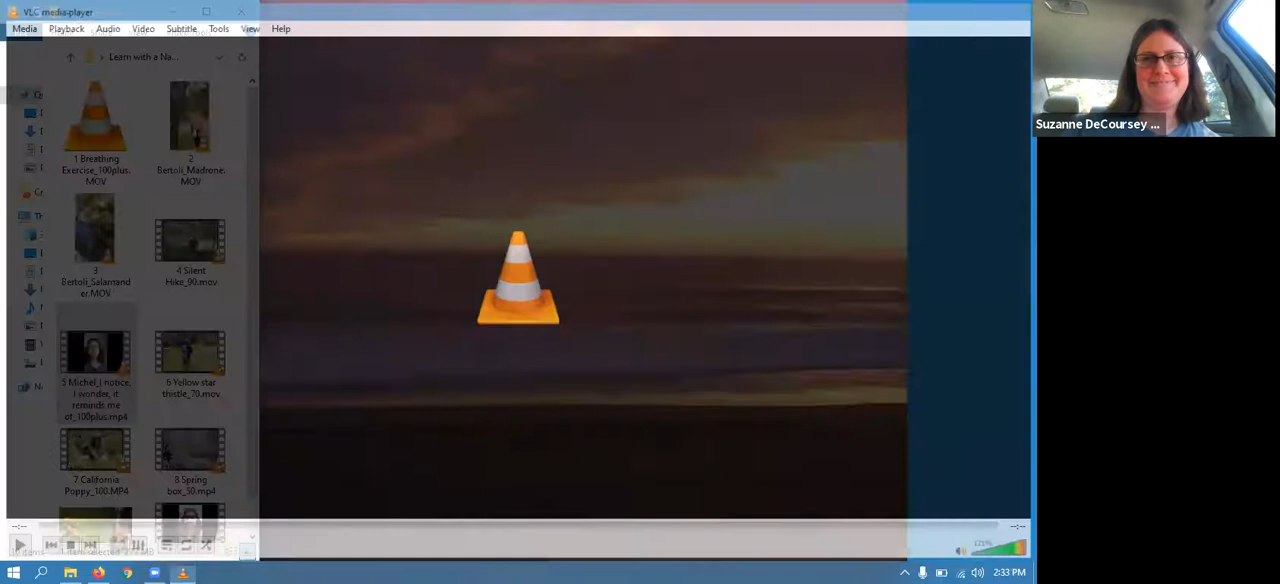 VLC media player
Media Playback Audio Video Subtitle Tools View Help
Learn with a Na...
1 Breathing
Exercise_100plus.
MOV
2
Bertoli_Madrone.
MOV
3
Bertoli_Salamand
er.MOV
4 Silent
Hike_90.mov
5 Michel_I notice,
I wonder, it
reminds me
of_100plus.mp4
6 Yellow star
thistle_70.mov
7 California
Poppy_100.MP4
8 Spring
box_50.mp4
--:--
--:--
121%
2:33 PM
Suzanne DeCoursey ...